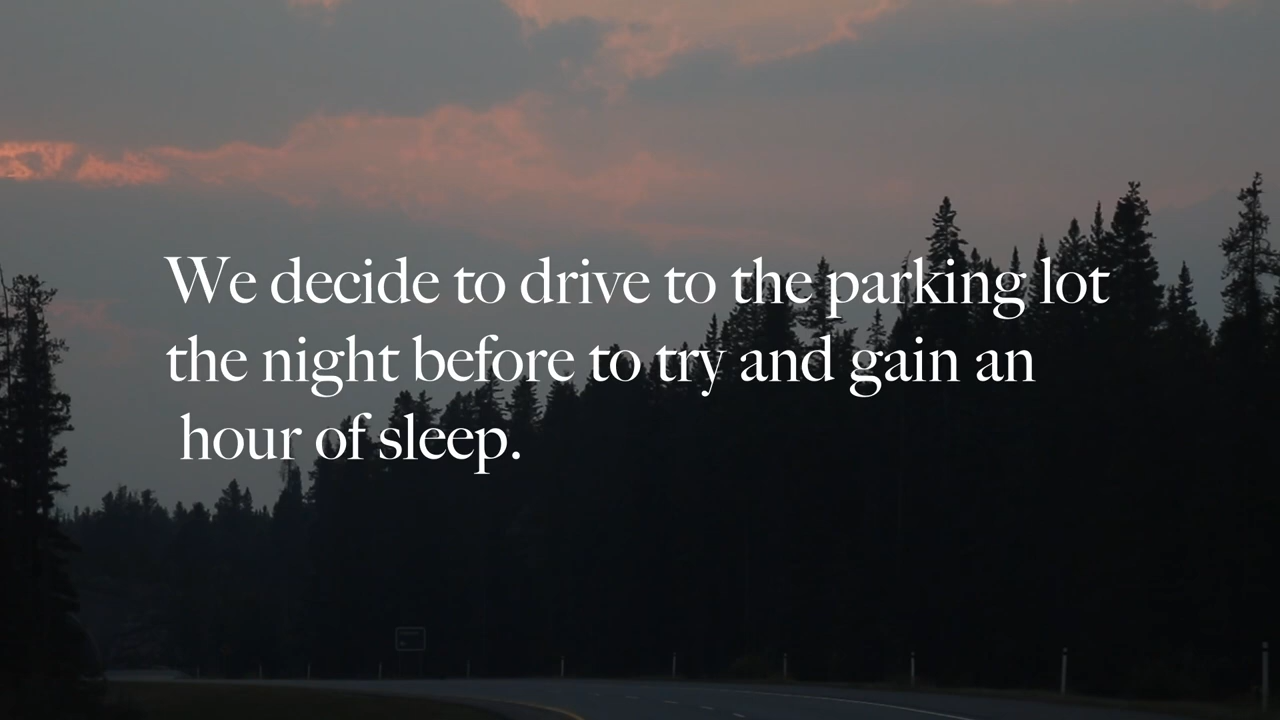 We decide to drive to the parking lot
the night before to try and gain an
hour of sleep.